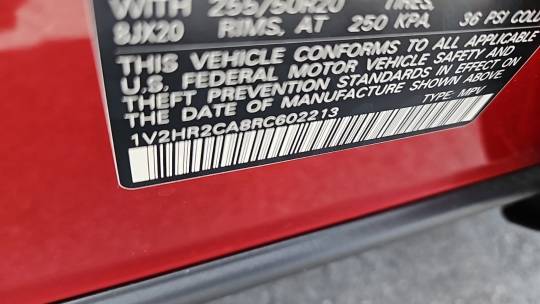 WITH 255/50R20 TIRES,
8JX20 RIMS, AT 250 KPA, 36 PSI COLD
THIS VEHICLE CONFORMS TO ALL APPLICABLE
U.S. FEDERAL MOTOR VEHICLE SAFETY AND
THEFT PREVENTION STANDARDS IN EFFECT ON
THE DATE OF MANUFACTURE SHOWN ABOVE
1V2HR2CA8RC602213 TYPE: MPV